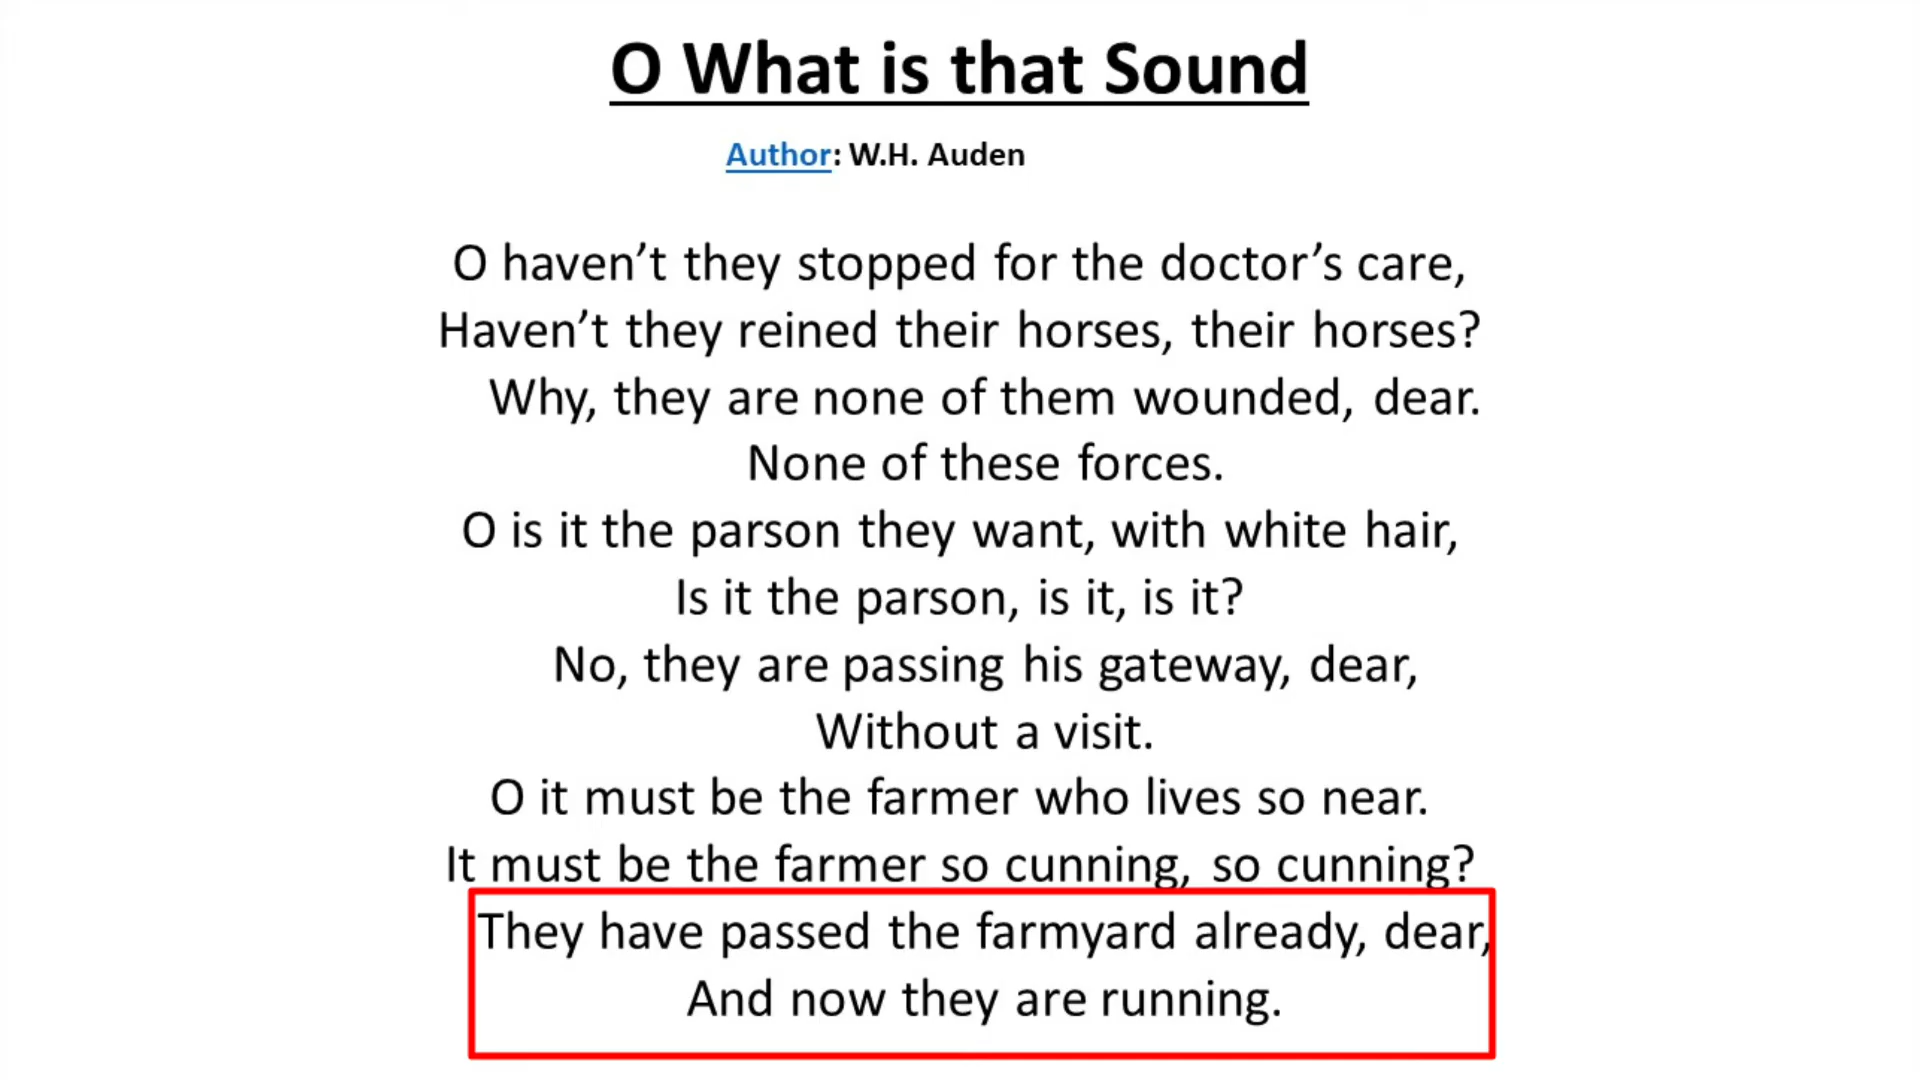 O What is that Sound
Author: W.H. Auden
O haven’t they stopped for the doctor’s care,
Haven’t they reined their horses, their horses?
Why, they are none of them wounded, dear.
None of these forces.
O is it the parson they want, with white hair,
Is it the parson, is it, is it?
No, they are passing his gateway, dear,
Without a visit.
O it must be the farmer who lives so near.
It must be the farmer so cunning, so cunning?
They have passed the farmyard already, dear,
And now they are running.